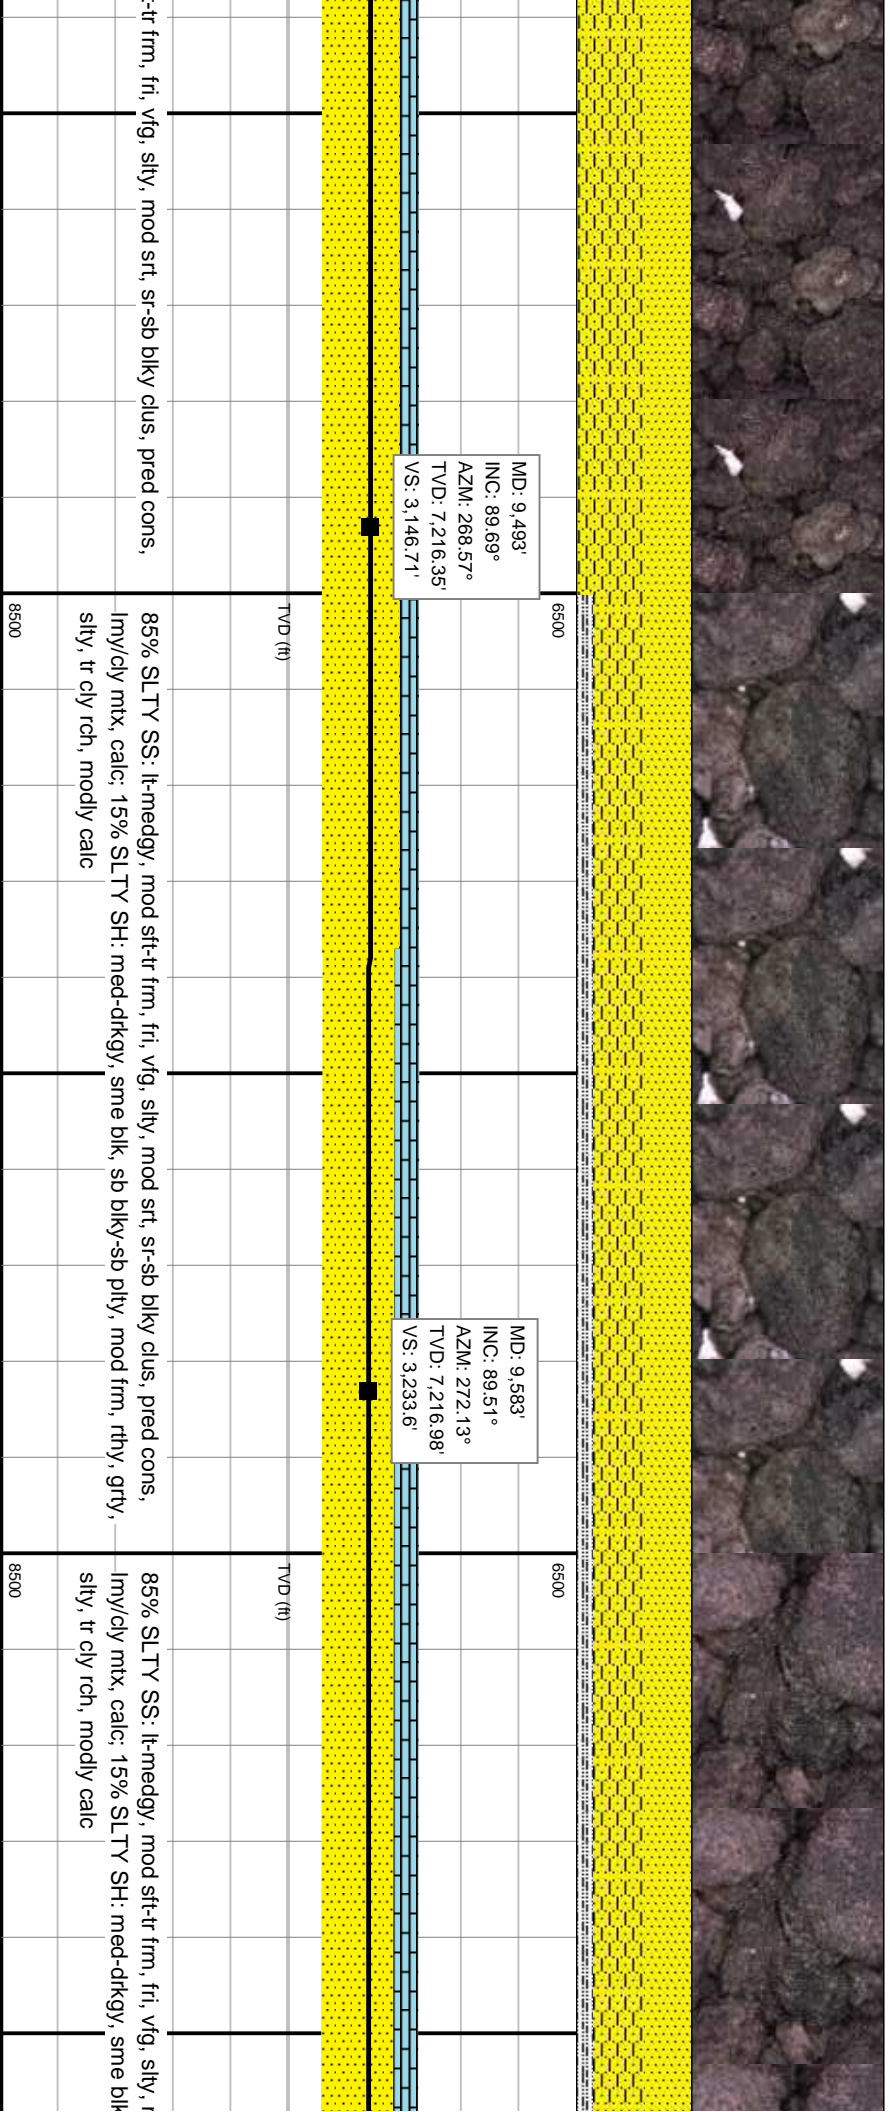 -tr frm, fri, vfg, slty, mod srt, sr-sb blky clus, pred cons,
MD: 9,493'
INC: 89.69°
AZM: 268.57°
TVD: 7,216.35'
VS: 3,146.71'
6500
TVD (ft)
8500
85% SLTY SS: lt-medgy, mod sft-tr frm, fri, vfg, slty, mod srt, sr-sb blky clus, pred cons,
lmy/cly mtx, calc; 15% SLTY SH: med-drkgy, sme blk, sb blky-sb plty, mod frm, rthy, grty,
slty, tr cly rch, modly calc
MD: 9,583'
INC: 89.51°
AZM: 272.13°
TVD: 7,216.98'
VS: 3,233.6'
6500
TVD (ft)
8500
85% SLTY SS: lt-medgy, mod sft-tr frm, fri, vfg, slty,
lmy/cly mtx, calc; 15% SLTY SH: med-drkgy, sme blk
slty, tr cly rch, modly calc